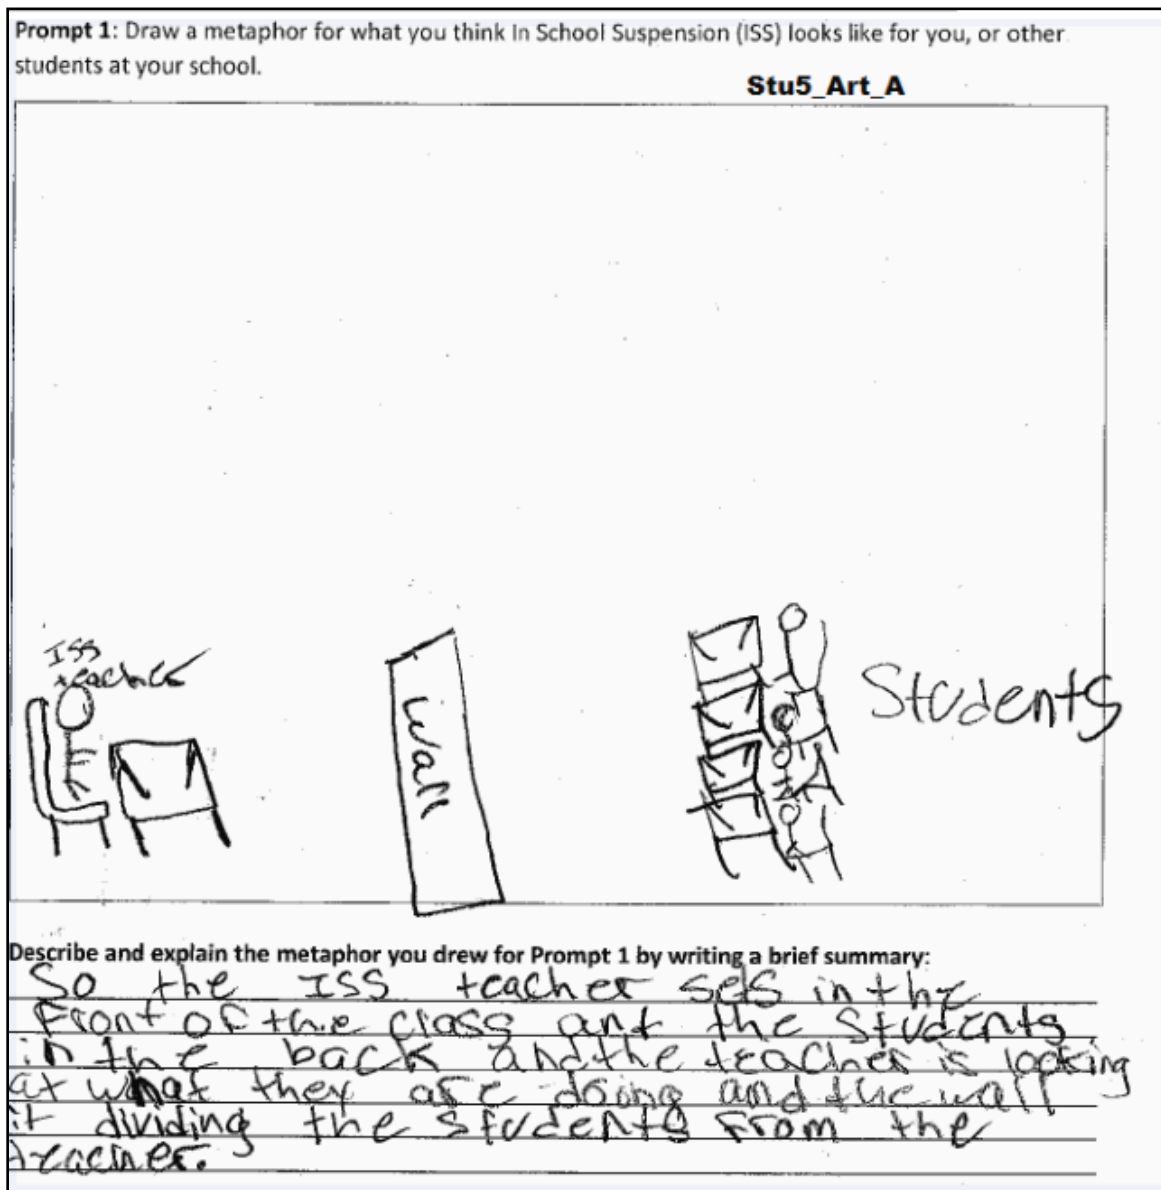 Prompt 1: Draw a metaphor for what you think In School Suspension (ISS) looks like for you, or other
students at your school.
Stu5_Art_A
ISS
teacher
Wall
Students
Describe and explain the metaphor you drew for Prompt 1 by writing a brief summary:
So the ISS teacher sets in the
Front of the class ant the students
in the back and the teacher is looking
at what they are doing and the wall
it dividing the students From the
teacher.